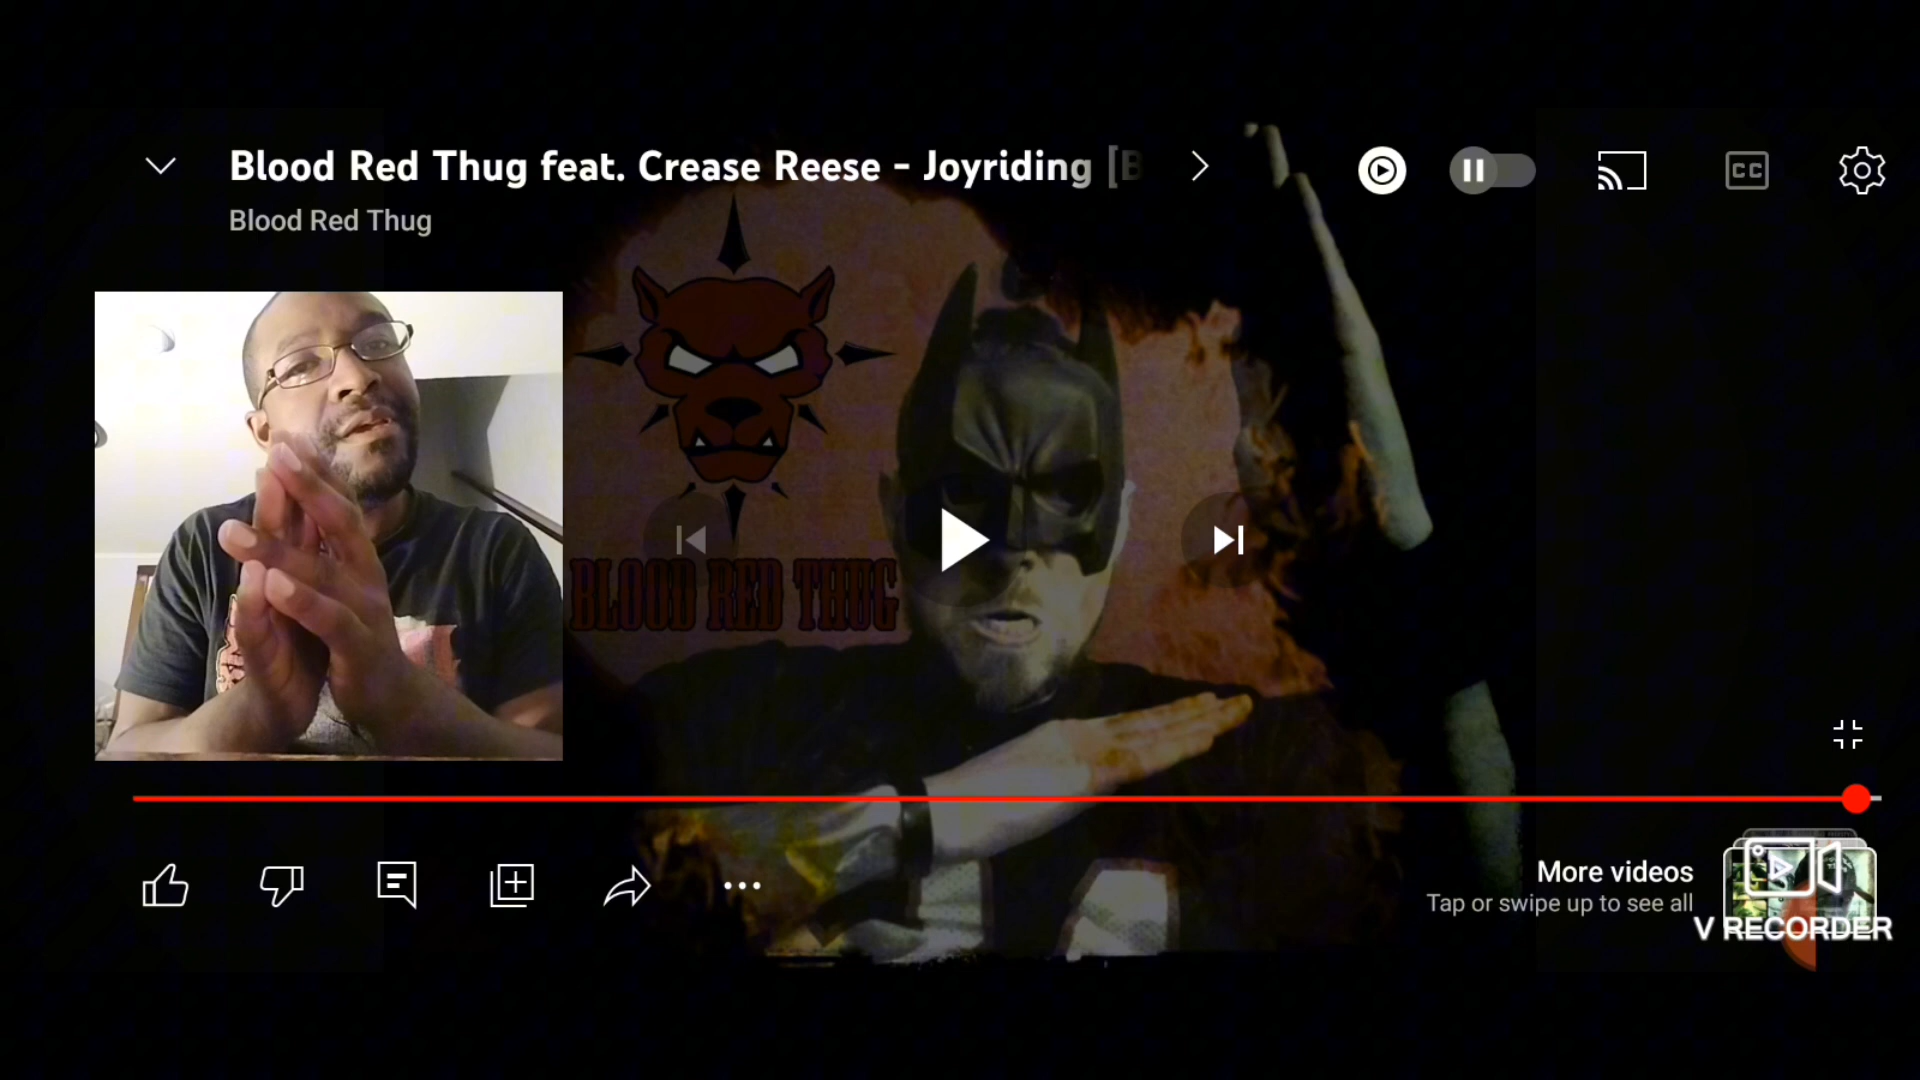 Blood Red Thug feat. Crease Reese - Joyriding [B
Blood Red Thug
CC
BLOOD RED THUG
More videos
Tap or swipe up to see all
V RECORDER